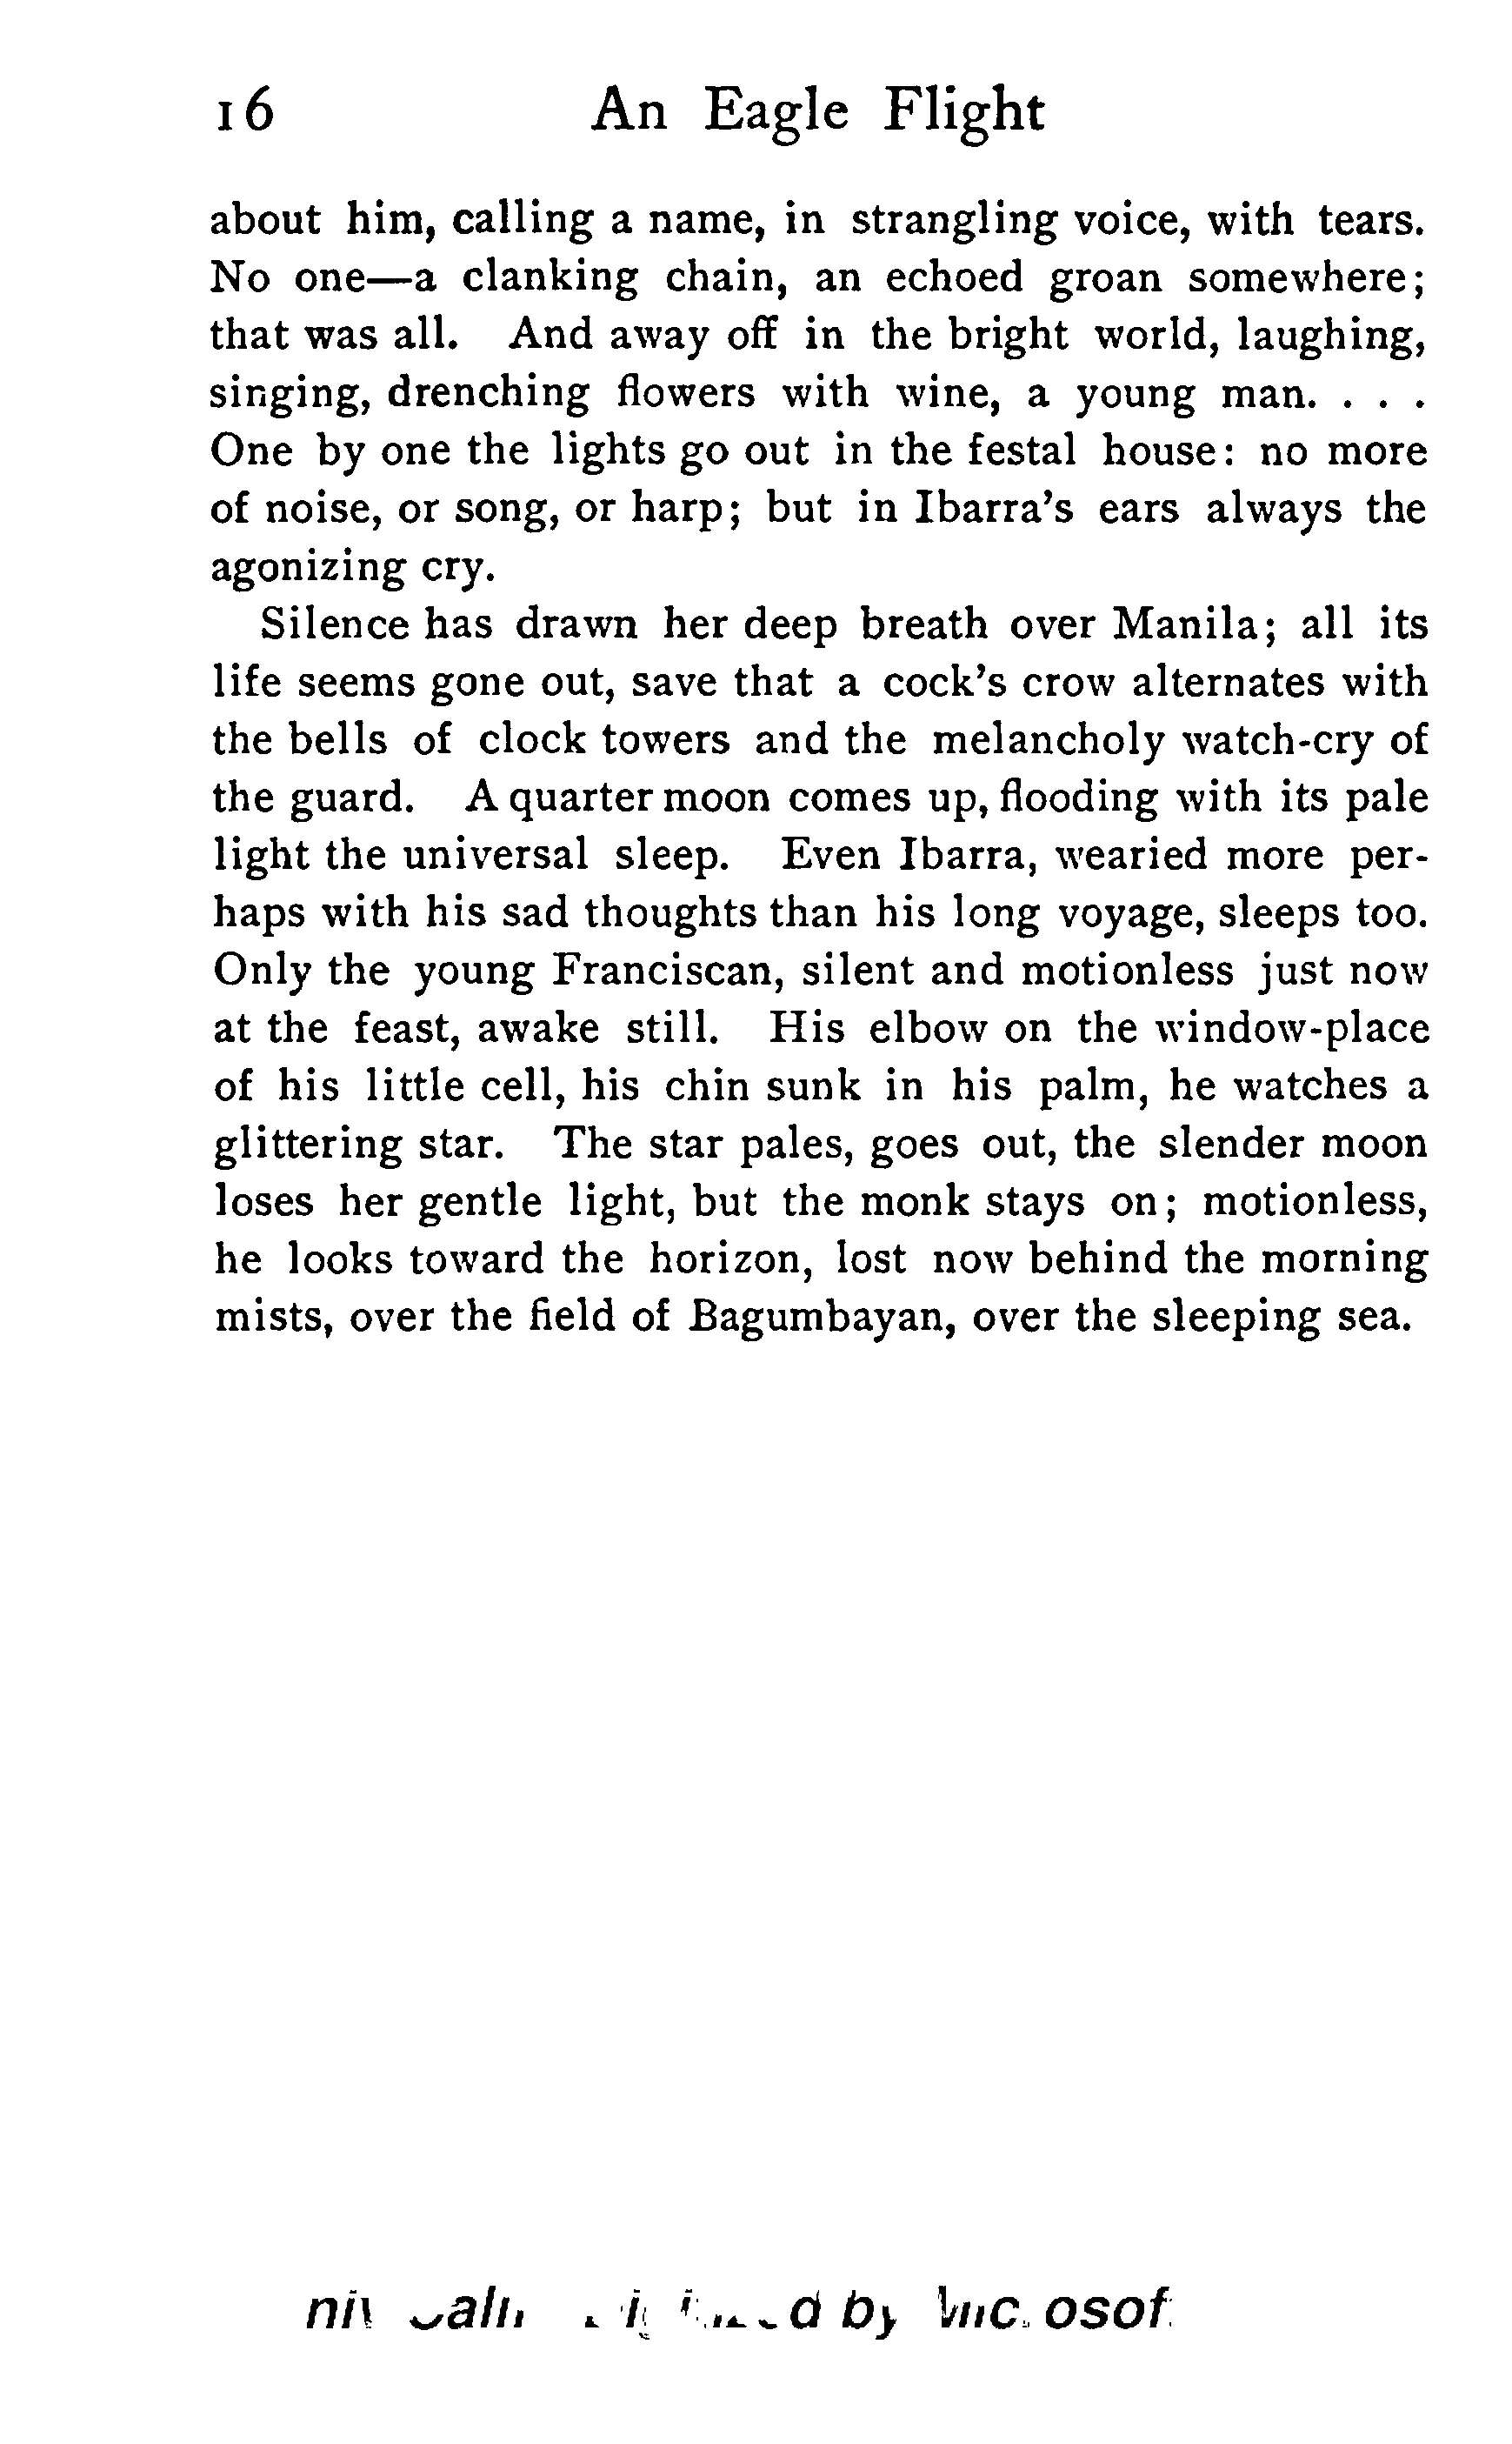 16 An Eagle Flight
about him, calling a name, in strangling voice, with tears.
No one—a clanking chain, an echoed groan somewhere;
that was all. And away off in the bright world, laughing,
singing, drenching flowers with wine, a young man. . . .
One by one the lights go out in the festal house: no more
of noise, or song, or harp; but in Ibarra's ears always the
agonizing cry.
Silence has drawn her deep breath over Manila; all its
life seems gone out, save that a cock's crow alternates with
the bells of clock towers and the melancholy watch-cry of
the guard. A quarter moon comes up, flooding with its pale
light the universal sleep. Even Ibarra, wearied more per-
haps with his sad thoughts than his long voyage, sleeps too.
Only the young Franciscan, silent and motionless just now
at the feast, awake still. His elbow on the window-place
of his little cell, his chin sunk in his palm, he watches a
glittering star. The star pales, goes out, the slender moon
loses her gentle light, but the monk stays on; motionless,
he looks toward the horizon, lost now behind the morning
mists, over the field of Bagumbayan, over the sleeping sea.
by